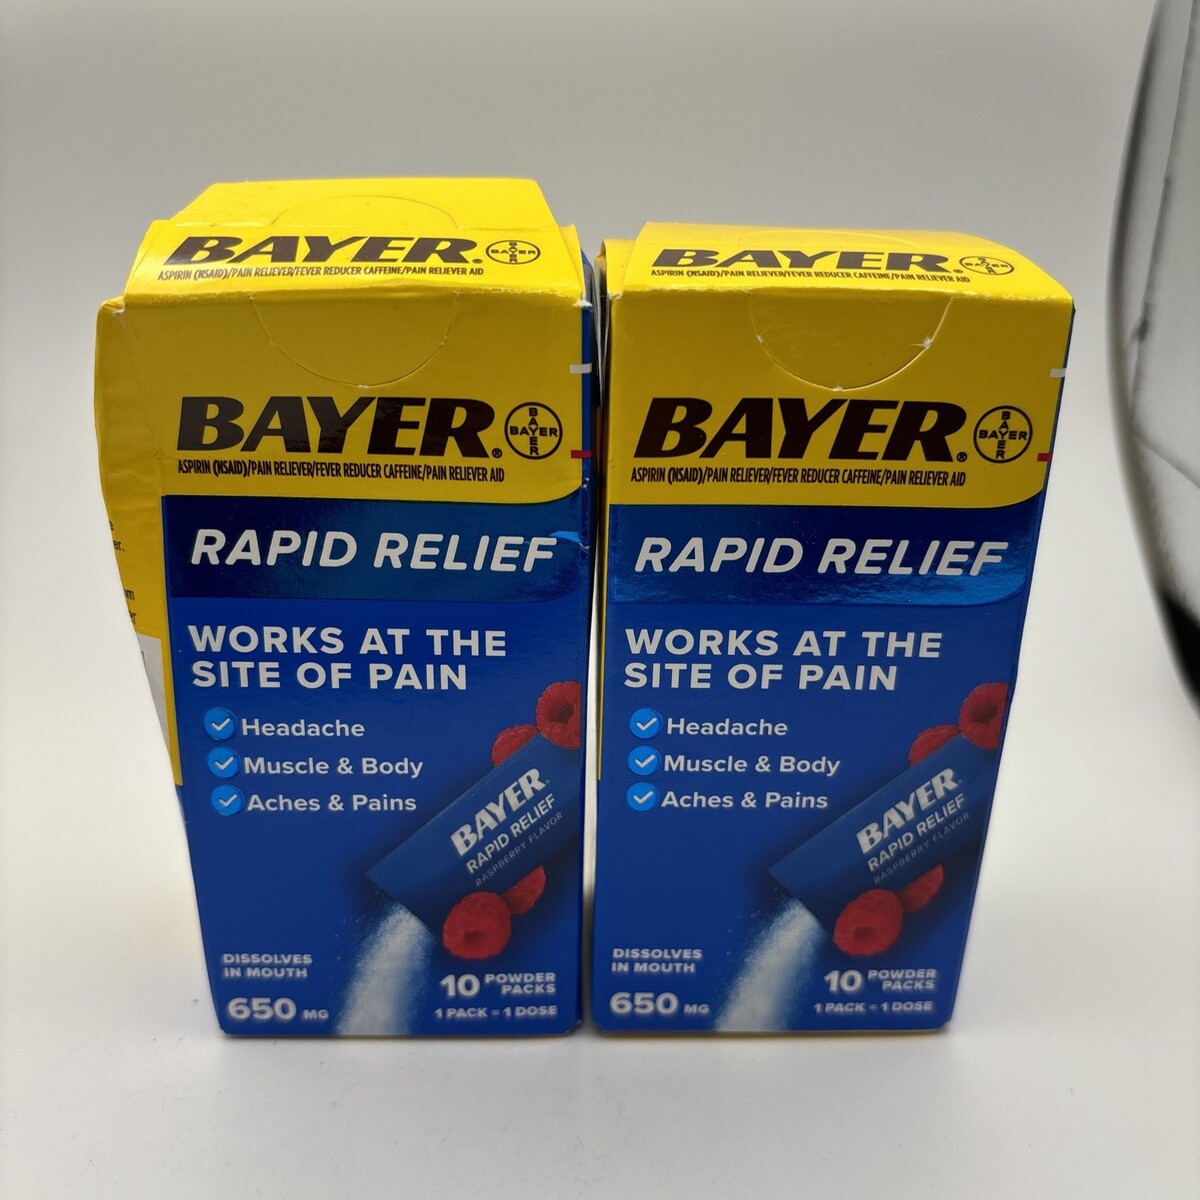 BAYER®
BAYER
ASPIRIN (NSAID)/PAIN RELIEVER/FEVER REDUCER CAFFEINE/PAIN RELIEVER AID
BAYER®
BAYER
ASPIRIN (NSAID)/PAIN RELIEVER/FEVER REDUCER CAFFEINE/PAIN RELIEVER AID
RAPID RELIEF
WORKS AT THE
SITE OF PAIN
Headache
Muscle & Body
Aches & Pains
BAYER
RAPID RELIEF
RASPBERRY FLAVOR
DISSOLVES
IN MOUTH
650 MG
10 POWDER
PACKS
1 PACK = 1 DOSE
BAYER®
BAYER
ASPIRIN (NSAID)/PAIN RELIEVER/FEVER REDUCER CAFFEINE/PAIN RELIEVER AID
BAYER®
BAYER
ASPIRIN (NSAID)/PAIN RELIEVER/FEVER REDUCER CAFFEINE/PAIN RELIEVER AID
RAPID RELIEF
WORKS AT THE
SITE OF PAIN
Headache
Muscle & Body
Aches & Pains
BAYER
RAPID RELIEF
RASPBERRY FLAVOR
DISSOLVES
IN MOUTH
650 MG
10 POWDER
PACKS
1 PACK = 1 DOSE